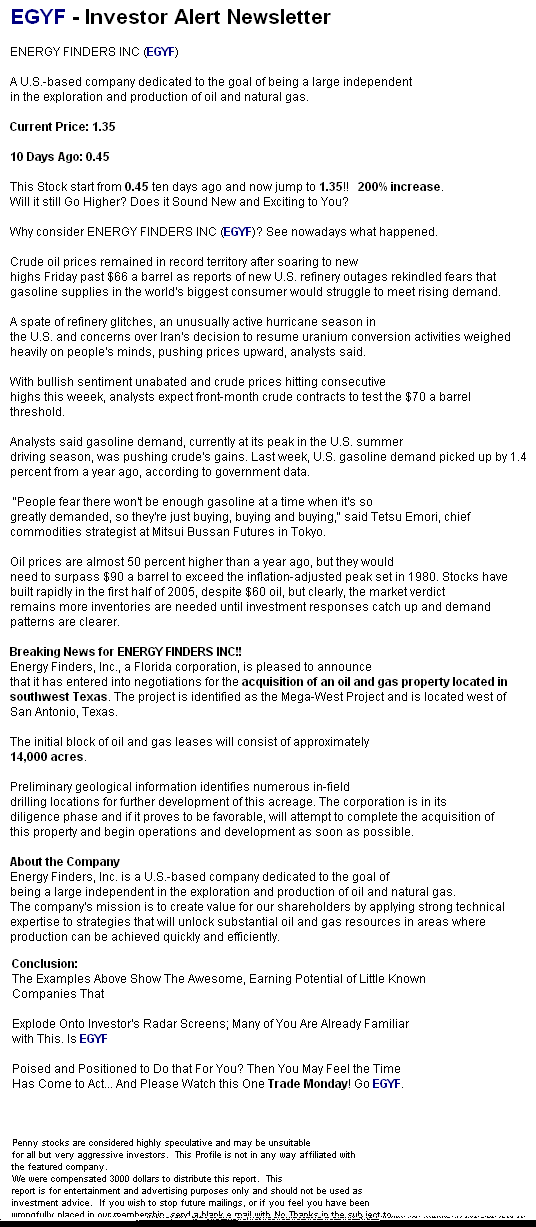 EGYF - Investor Alert Newsletter
ENERGY FINDERS INC (EGYF)
A U.S.-based company dedicated to the goal of being a large independent
in the exploration and production of oil and natural gas.
Current Price: 1.35
10 Days Ago: 0.45
This Stock start from 0.45 ten days ago and now jump to 1.35!! 200% increase.
Will it still Go Higher? Does it Sound New and Exciting to You?
Why consider ENERGY FINDERS INC (EGYF)? See nowadays what happened.
Crude oil prices remained in record territory after soaring to new
highs Friday past $66 a barrel as reports of new U.S. refinery outages rekindled fears that
gasoline supplies in the world's biggest consumer would struggle to meet rising demand.
A spate of refinery glitches, an unusually active hurricane season in
the U.S. and concerns over Iran's decision to resume uranium conversion activities weighed
heavily on people's minds, pushing prices upward, analysts said.
With bullish sentiment unabated and crude prices hitting consecutive
highs this weeek, analysts expect front-month crude contracts to test the $70 a barrel
threshold.
Analysts said gasoline demand, currently at its peak in the U.S. summer
driving season, was pushing crude's gains. Last week, U.S. gasoline demand picked up by 1.4
percent from a year ago, according to government data.
"People fear there won't be enough gasoline at a time when it's so
greatly demanded, so they're just buying, buying and buying," said Tetsu Emori, chief
commodities strategist at Mitsui Bussan Futures in Tokyo.
Oil prices are almost 50 percent higher than a year ago, but they would
need to surpass $90 a barrel to exceed the inflation-adjusted peak set in 1980. Stocks have
built rapidly in the first half of 2005, despite $60 oil, but clearly, the market verdict
remains more inventories are needed until investment responses catch up and demand
patterns are clearer.
Breaking News for ENERGY FINDERS INC!!
Energy Finders, Inc., a Florida corporation, is pleased to announce
that it has entered into negotiations for the acquisition of an oil and gas property located in
southwest Texas. The project is identified as the Mega-West Project and is located west of
San Antonio, Texas.
The initial block of oil and gas leases will consist of approximately
14,000 acres.
Preliminary geological information identifies numerous in-field
drilling locations for further development of this acreage. The corporation is in its
diligence phase and if it proves to be favorable, will attempt to complete the acquisition of
this property and begin operations and development as soon as possible.
About the Company
Energy Finders, Inc. is a U.S.-based company dedicated to the goal of
being a large independent in the exploration and production of oil and natural gas.
The company's mission is to create value for our shareholders by applying strong technical
expertise to strategies that will unlock substantial oil and gas resources in areas where
production can be achieved quickly and efficiently.
Conclusion:
The Examples Above Show The Awesome, Earning Potential of Little Known
Companies That
Explode Onto Investor's Radar Screens; Many of You Are Already Familiar
with This. Is EGYF
Poised and Positioned to Do that For You? Then You May Feel the Time
Has Come to Act... And Please Watch this One Trade Monday! Go EGYF.
Penny stocks are considered highly speculative and may be unsuitable
for all but very aggressive investors. This Profile is not in any way affiliated with
the featured company.
We were compensated 3000 dollars to distribute this report. This
report is for entertainment and advertising purposes only and should not be used as
investment advice. If you wish to stop future mailings, or if you feel you have been
wrongfully placed in our membership, send a blank e mail with No Thanks in the sub ject to